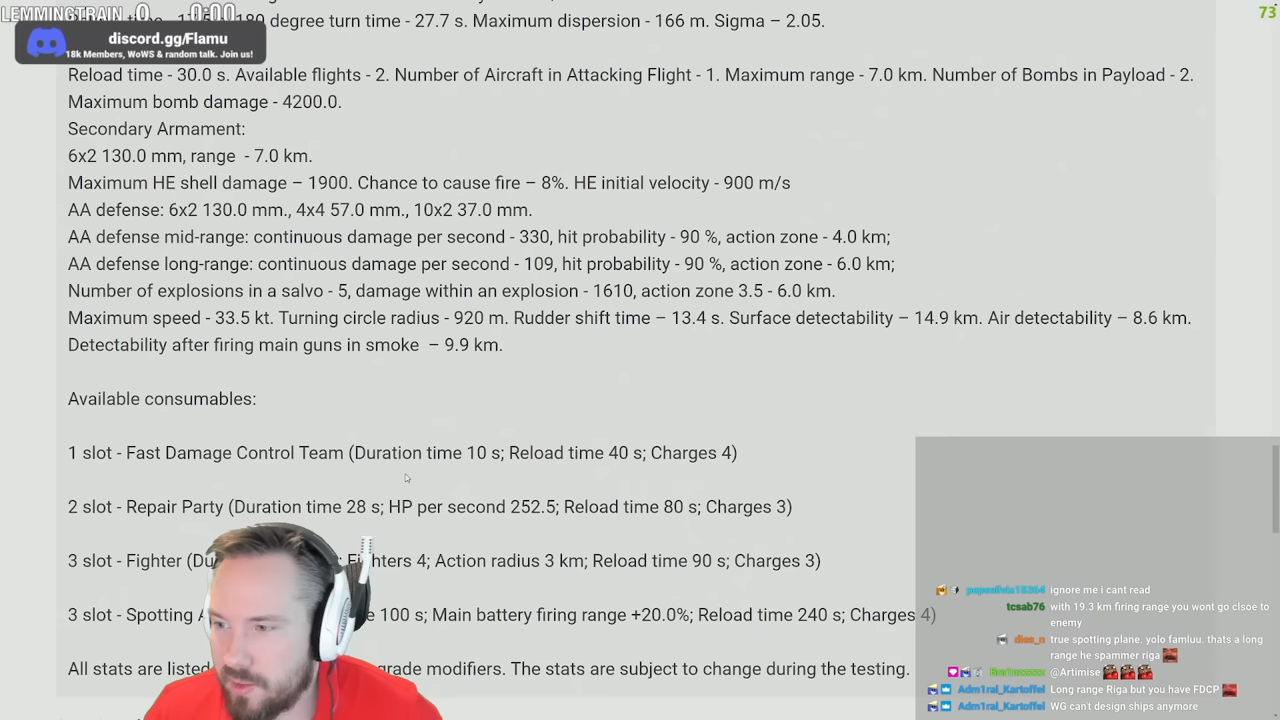 LEMMINGTRAIN 0 0:00
73
discord.gg/Flamu
18k Members, WoWS & random talk. Join us!
degree turn time - 27.7 s. Maximum dispersion - 166 m. Sigma – 2.05.
Reload time - 30.0 s. Available flights - 2. Number of Aircraft in Attacking Flight - 1. Maximum range - 7.0 km. Number of Bombs in Payload - 2.
Maximum bomb damage - 4200.0.
Secondary Armament:
6x2 130.0 mm, range - 7.0 km.
Maximum HE shell damage – 1900. Chance to cause fire – 8%. HE initial velocity - 900 m/s
AA defense: 6x2 130.0 mm., 4x4 57.0 mm., 10x2 37.0 mm.
AA defense mid-range: continuous damage per second - 330, hit probability - 90 %, action zone - 4.0 km;
AA defense long-range: continuous damage per second - 109, hit probability - 90 %, action zone - 6.0 km;
Number of explosions in a salvo - 5, damage within an explosion - 1610, action zone 3.5 - 6.0 km.
Maximum speed - 33.5 kt. Turning circle radius - 920 m. Rudder shift time – 13.4 s. Surface detectability – 14.9 km. Air detectability – 8.6 km.
Detectability after firing main guns in smoke – 9.9 km.
Available consumables:
1 slot - Fast Damage Control Team (Duration time 10 s; Reload time 40 s; Charges 4)
2 slot - Repair Party (Duration time 28 s; HP per second 252.5; Reload time 80 s; Charges 3)
3 slot - Fighter 4; Action radius 3 km; Reload time 90 s; Charges 3)
3 slot - Spotting 100 s; Main battery firing range +20.0%; Reload time 240 s; Charges 4)
All stats are listed modifiers. The stats are subject to change during the testing.
ignore me i cant read
tcsab76 with 19.3 km firing range you wont go clsoe to
enemy
diss_n true spotting plane. yolo famluu. thats a long
range he spammer riga
@Artimise
Adm1ral_Kartoffel Long range Riga but you have FDCP
Adm1ral_Kartoffel WG can't design ships anymore